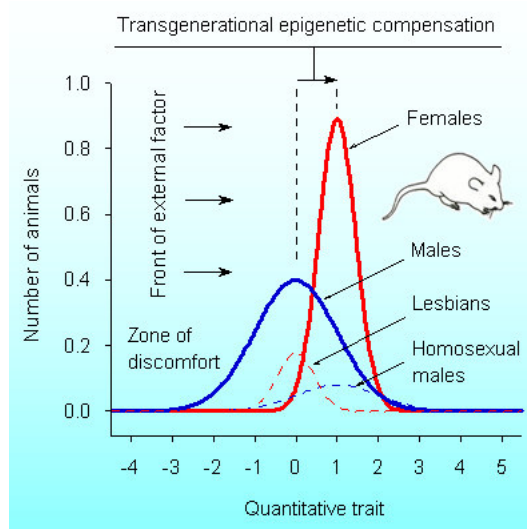 Transgenerational epigenetic compensation
1.0
0.8
0.6
0.4
0.2
0.0
Number of animals
Front of external factor
Zone of
discomfort
Females
Males
Lesbians
Homosexual
males
-4 -3 -2 -1 0 1 2 3 4 5
Quantitative trait